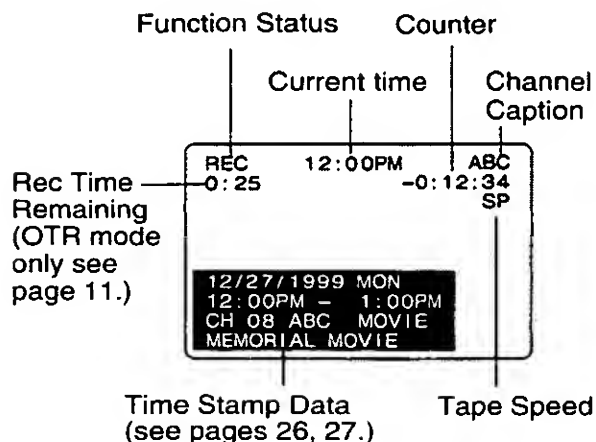 Function Status
Counter
Current time
Channel
Caption
REC
12:00PM
ABC
0:25
-0:12:34
SP
Rec Time
Remaining
(OTR mode
only see
page 11.)
12/27/1999 MON
12:00PM – 1:00PM
CH 08 ABC MOVIE
MEMORIAL MOVIE
Time Stamp Data
(see pages 26, 27.)
Tape Speed